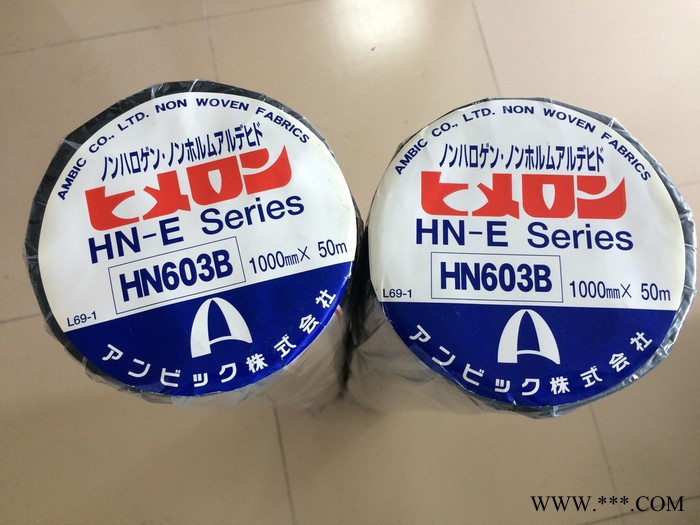 AMBIC CO., LTD. NON WOVEN FABRICS
ノンハロゲン・ノンホルムアルデヒド
ヒメロン
HN-E Series
HN603B 1000mm× 50m
L69-1
アンビック株式会社
AMBIC CO., LTD. NON WOVEN FABRICS
ノンハロゲン・ノンホルムアルデヒド
ヒメロン
HN-E Series
HN603B 1000mm× 50m
L69-1
アンビック株式会社
WWW.***.COM